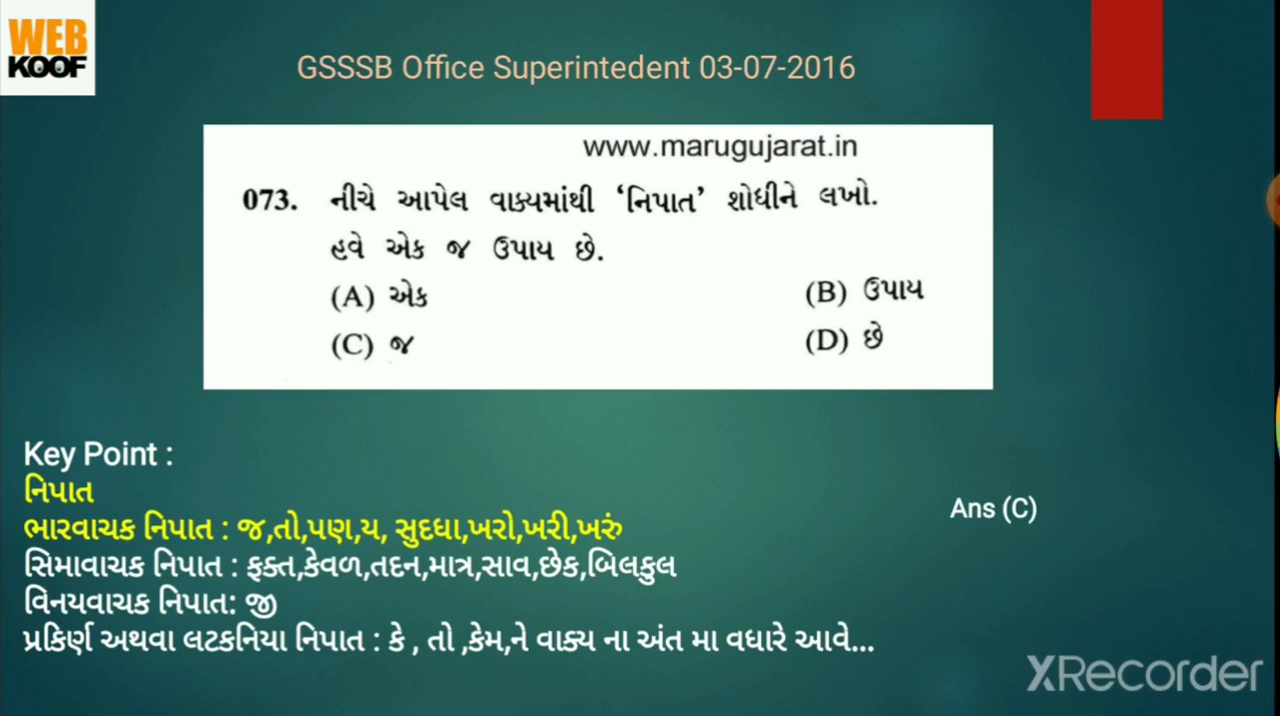 WEB
KOOF
GSSSB Office Superintedent 03-07-2016
www.marugujarat.in
073. નીચે આપેલ વાક્યમાંથી ‘નિપાત’ શોધીને લખો.
હવે એક જ ઉપાય છે.
(A) એક
(B) ઉપાય
(C) જ
(D) છે
Key Point :
નિપાત
ભારવાચક નિપાત : જ,તો,પણ,ય, સુદધા,ખરો,ખરી,ખરું
Ans (C)
સિમાવાચક નિપાત : ફક્ત,કેવળ,તદન,માત્ર,સાવ,છેક,બિલકુલ
વિનયવાચક નિપાત: જી
પ્રકિર્ણ અથવા લટકનિયા નિપાત : કે , તો ,કેમ,ને વાક્ય ના અંત મા વધારે આવે...
XRecorder